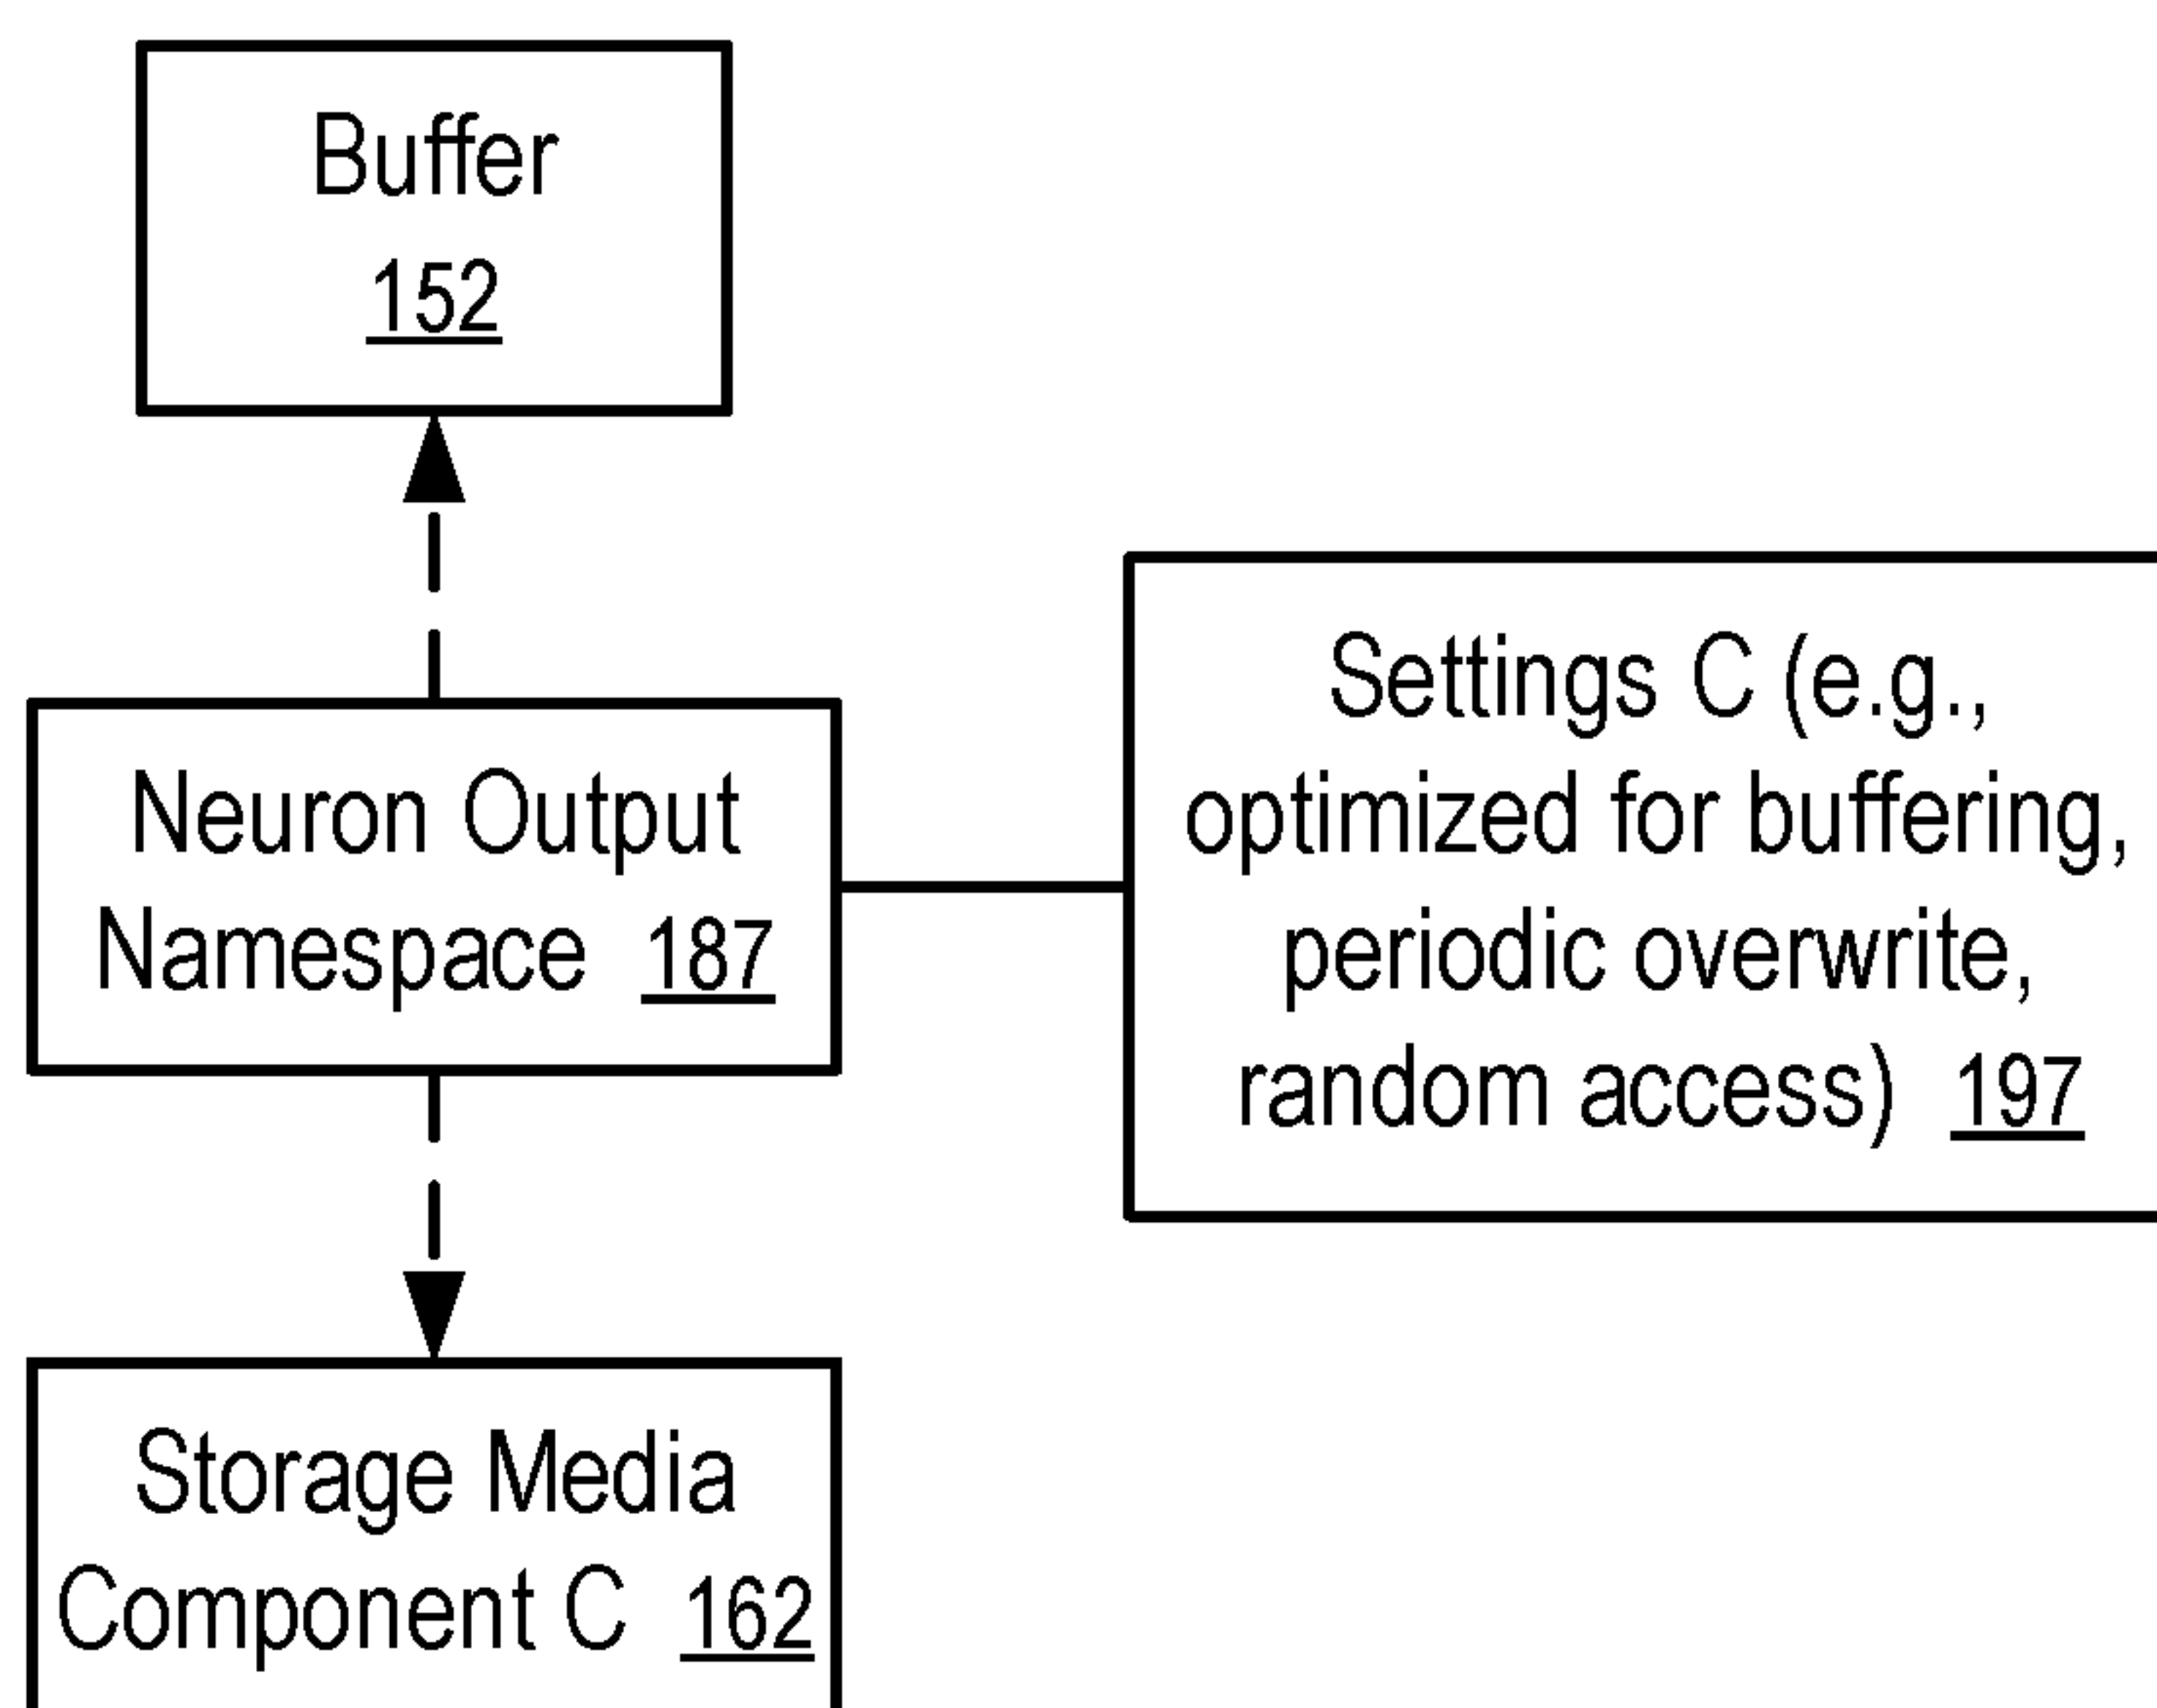 Buffer
152
Neuron Output
Namespace 187
Settings C (e.g.,
optimized for buffering,
periodic overwrite,
random access) 197
Storage Media
Component C 162